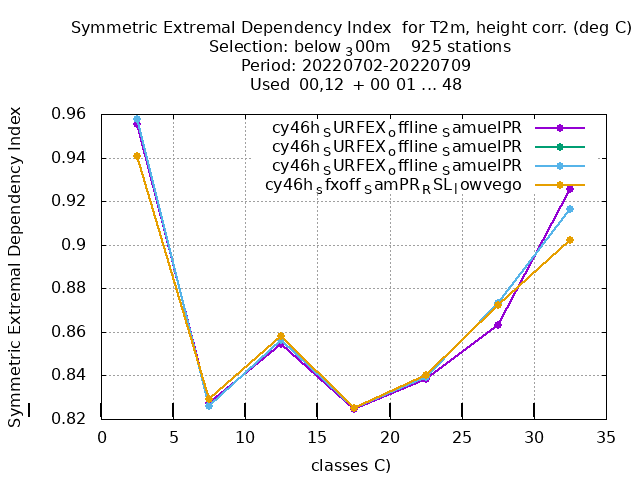 Symmetric Extremal Dependency Index  for T2m, height corr. (deg C)
Selection: below ₃00m    925 stations
Period: 20220702-20220709
Used  00,12  + 00 01 ... 48
Symmetric Extremal Dependency Index
0.96
0.94
0.92
0.9
0.88
0.86
0.84
0.82
cy46h_SURFEX_offline_SamuelPR
cy46h_SURFEX_offline_SamuelPR
cy46h_SURFEX_offline_SamuelPR
cy46h_sfxoff_SamPR_RSL_lowvego
0 5 10 15 20 25 30 35
classes C)